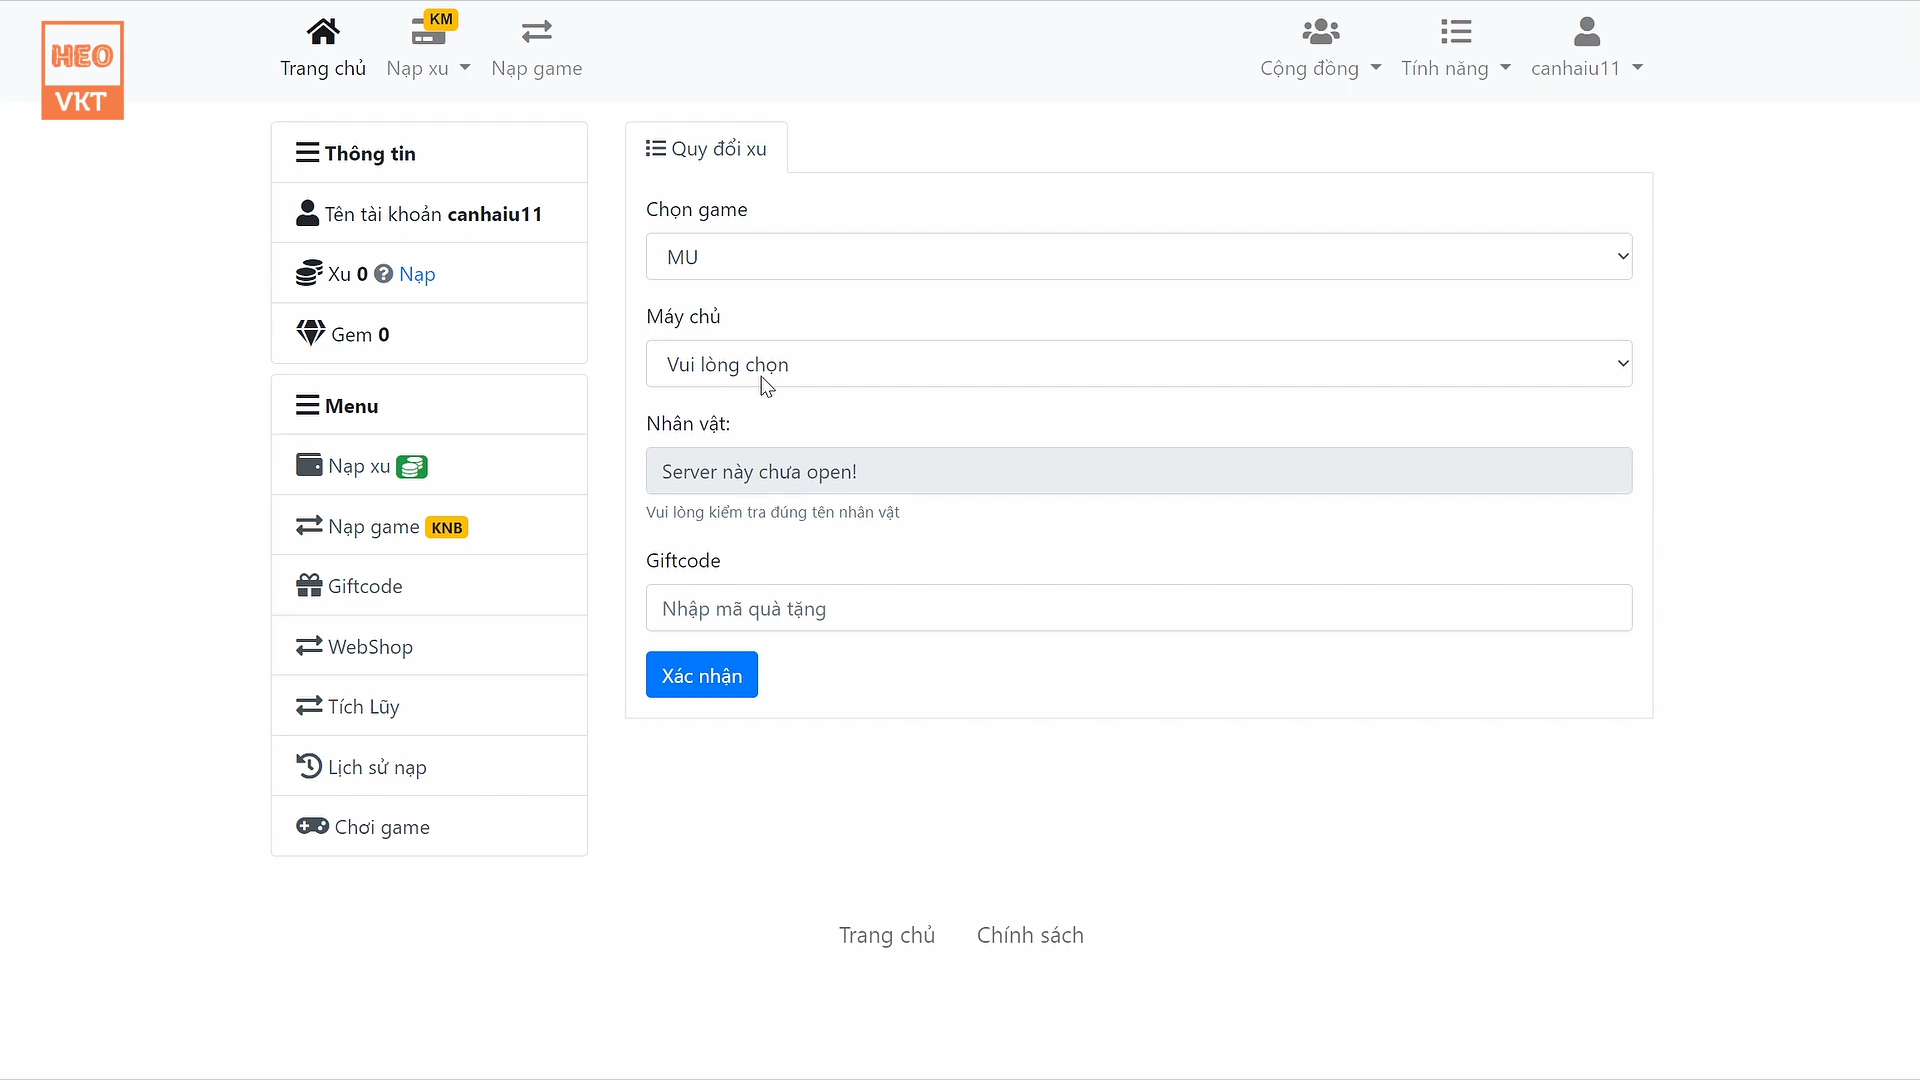 HEO
VKT
Trang chủ
KM
Nạp xu
Nạp game
Cộng đồng
Tính năng
canhaiu11
Thông tin
Tên tài khoản canhaiu11
Xu 0 Nạp
Gem 0
Menu
Nạp xu
Nạp game KNB
Giftcode
WebShop
Tích Lũy
Lịch sử nạp
Chơi game
Quy đổi xu
Chọn game
MU
Máy chủ
Vui lòng chọn
Nhân vật:
Server này chưa open!
Vui lòng kiểm tra đúng tên nhân vật
Giftcode
Nhập mã quà tặng
Xác nhận
Trang chủ
Chính sách